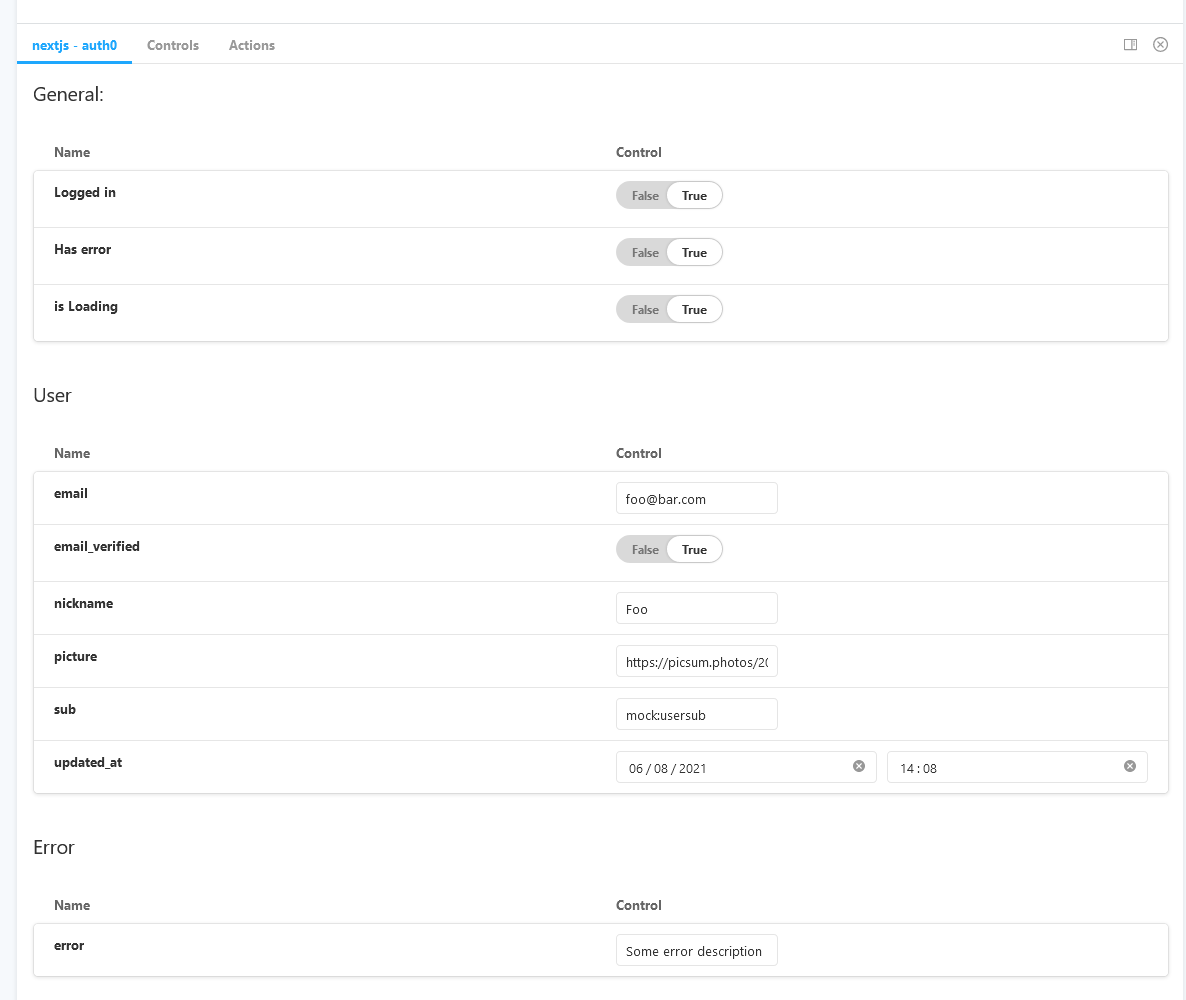 nextjs - auth0 Controls Actions
General:
Name Control
Logged in False True
Has error False True
is Loading False True
User
Name Control
email foo@bar.com
email_verified False True
nickname Foo
picture https://picsum.photos/20
sub mock:usersub
updated_at 06 / 08 / 2021 14 : 08
Error
Name Control
error Some error description